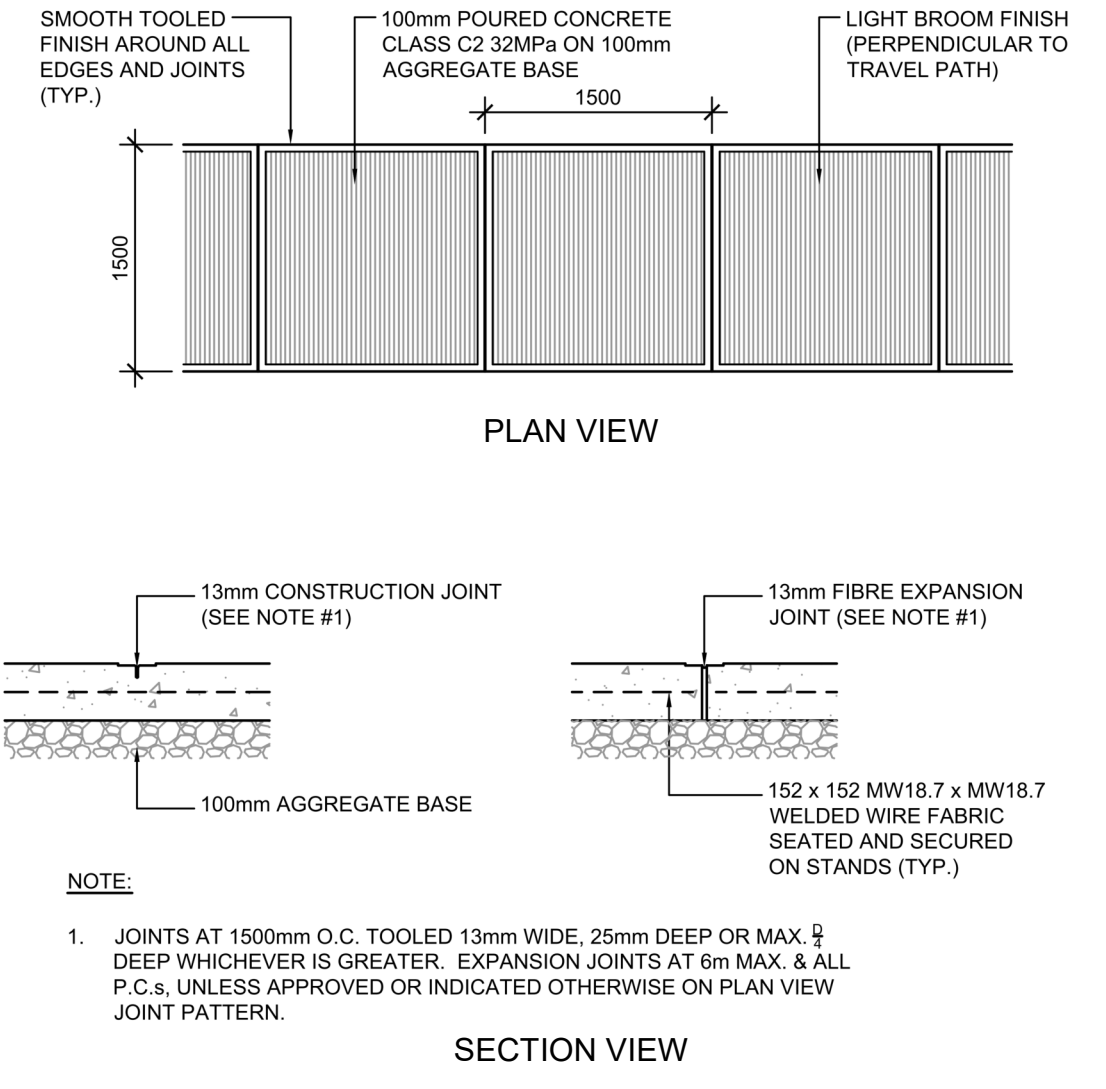 SMOOTH TOOLED
FINISH AROUND ALL
EDGES AND JOINTS
(TYP.)
100mm POURED CONCRETE
CLASS C2 32MPa ON 100mm
AGGREGATE BASE
LIGHT BROOM FINISH
(PERPENDICULAR TO
TRAVEL PATH)
1500
1500
PLAN VIEW
13mm CONSTRUCTION JOINT
(SEE NOTE #1)
13mm FIBRE EXPANSION
JOINT (SEE NOTE #1)
100mm AGGREGATE BASE
152 x 152 MW18.7 x MW18.7
WELDED WIRE FABRIC
SEATED AND SECURED
ON STANDS (TYP.)
NOTE:
1. JOINTS AT 1500mm O.C. TOOLED 13mm WIDE, 25mm DEEP OR MAX. D/4
DEEP WHICHEVER IS GREATER. EXPANSION JOINTS AT 6m MAX. & ALL
P.C.s, UNLESS APPROVED OR INDICATED OTHERWISE ON PLAN VIEW
JOINT PATTERN.
SECTION VIEW